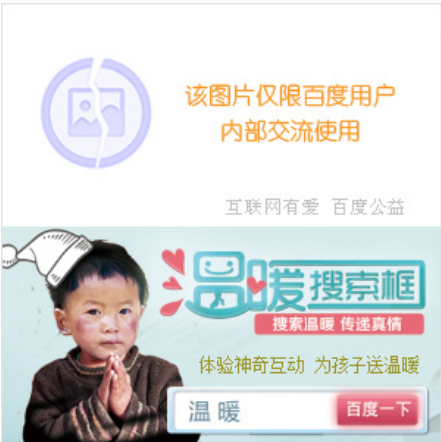 该图片仅限百度用户
内部交流使用
互联网有爱 百度公益
温暖搜索框
搜索温暖 传递真情
体验神奇互动 为孩子送温暖
温暖 百度一下